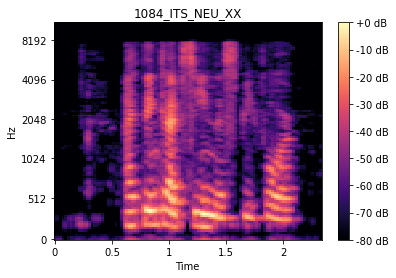 1084_ITS_NEU_XX
+0 dB
8192
-10 dB
4096
-20 dB
-30 dB
2048
Hz
-40 dB
1024
-50 dB
512
-60 dB
-70 dB
0
-80 dB
0
0.5
1
1.5
2
Time